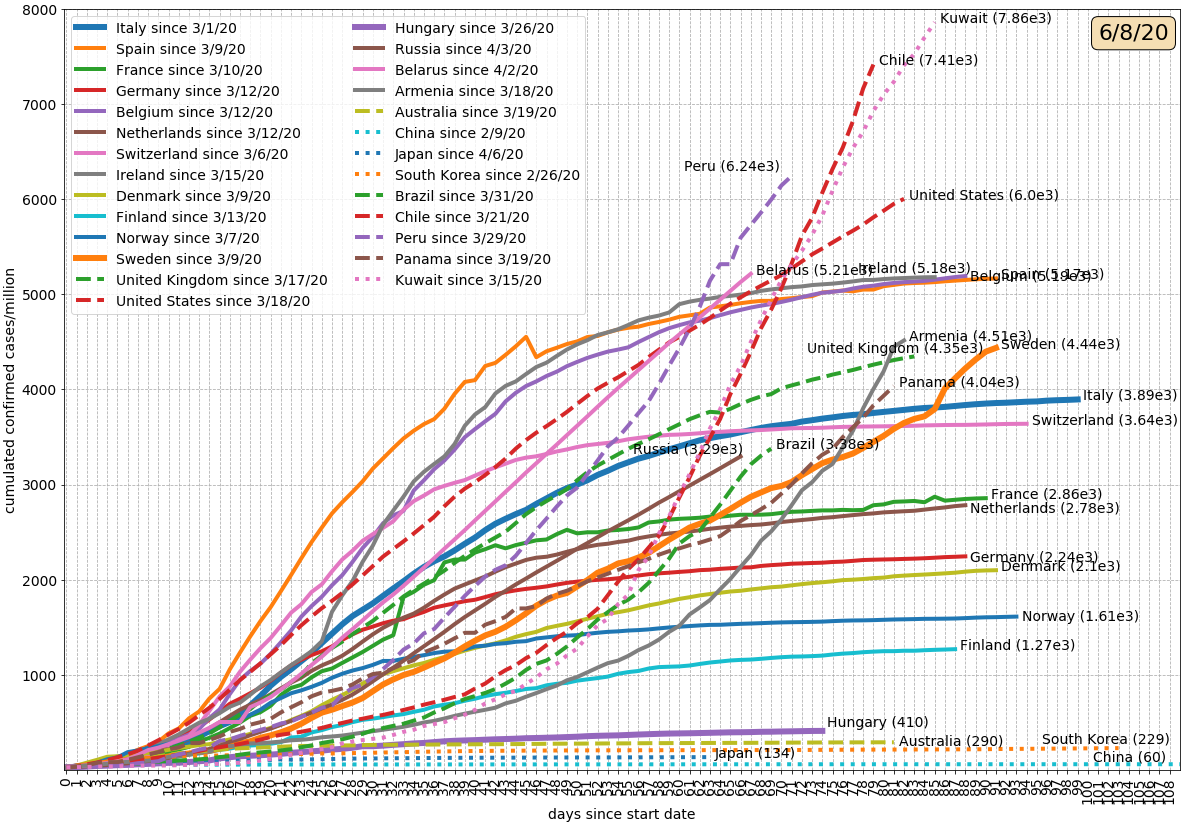 6/8/20
Italy since 3/1/20
Spain since 3/9/20
France since 3/10/20
Germany since 3/12/20
Belgium since 3/12/20
Netherlands since 3/12/20
Switzerland since 3/6/20
Ireland since 3/15/20
Denmark since 3/9/20
Finland since 3/13/20
Norway since 3/7/20
Sweden since 3/9/20
United Kingdom since 3/17/20
United States since 3/18/20
Hungary since 3/26/20
Russia since 4/3/20
Belarus since 4/2/20
Armenia since 3/18/20
Australia since 3/19/20
China since 2/9/20
Japan since 4/6/20
South Korea since 2/26/20
Brazil since 3/31/20
Chile since 3/21/20
Peru since 3/29/20
Panama since 3/19/20
Kuwait since 3/15/20
Kuwait (7.86e3)
Chile (7.41e3)
Peru (6.24e3)
United States (6.0e3)
Belarus (5.21e3)
Ireland (5.18e3)
Belgium (5.19e3)
Spain (5.17e3)
Armenia (4.51e3)
Sweden (4.44e3)
United Kingdom (4.35e3)
Panama (4.04e3)
Italy (3.89e3)
Switzerland (3.64e3)
Russia (3.29e3)
Brazil (3.38e3)
France (2.86e3)
Netherlands (2.78e3)
Germany (2.24e3)
Denmark (2.1e3)
Norway (1.61e3)
Finland (1.27e3)
Hungary (410)
Australia (290)
South Korea (229)
Japan (134)
China (60)
8000
7000
6000
5000
4000
3000
2000
1000
cumulated confirmed cases/million
days since start date